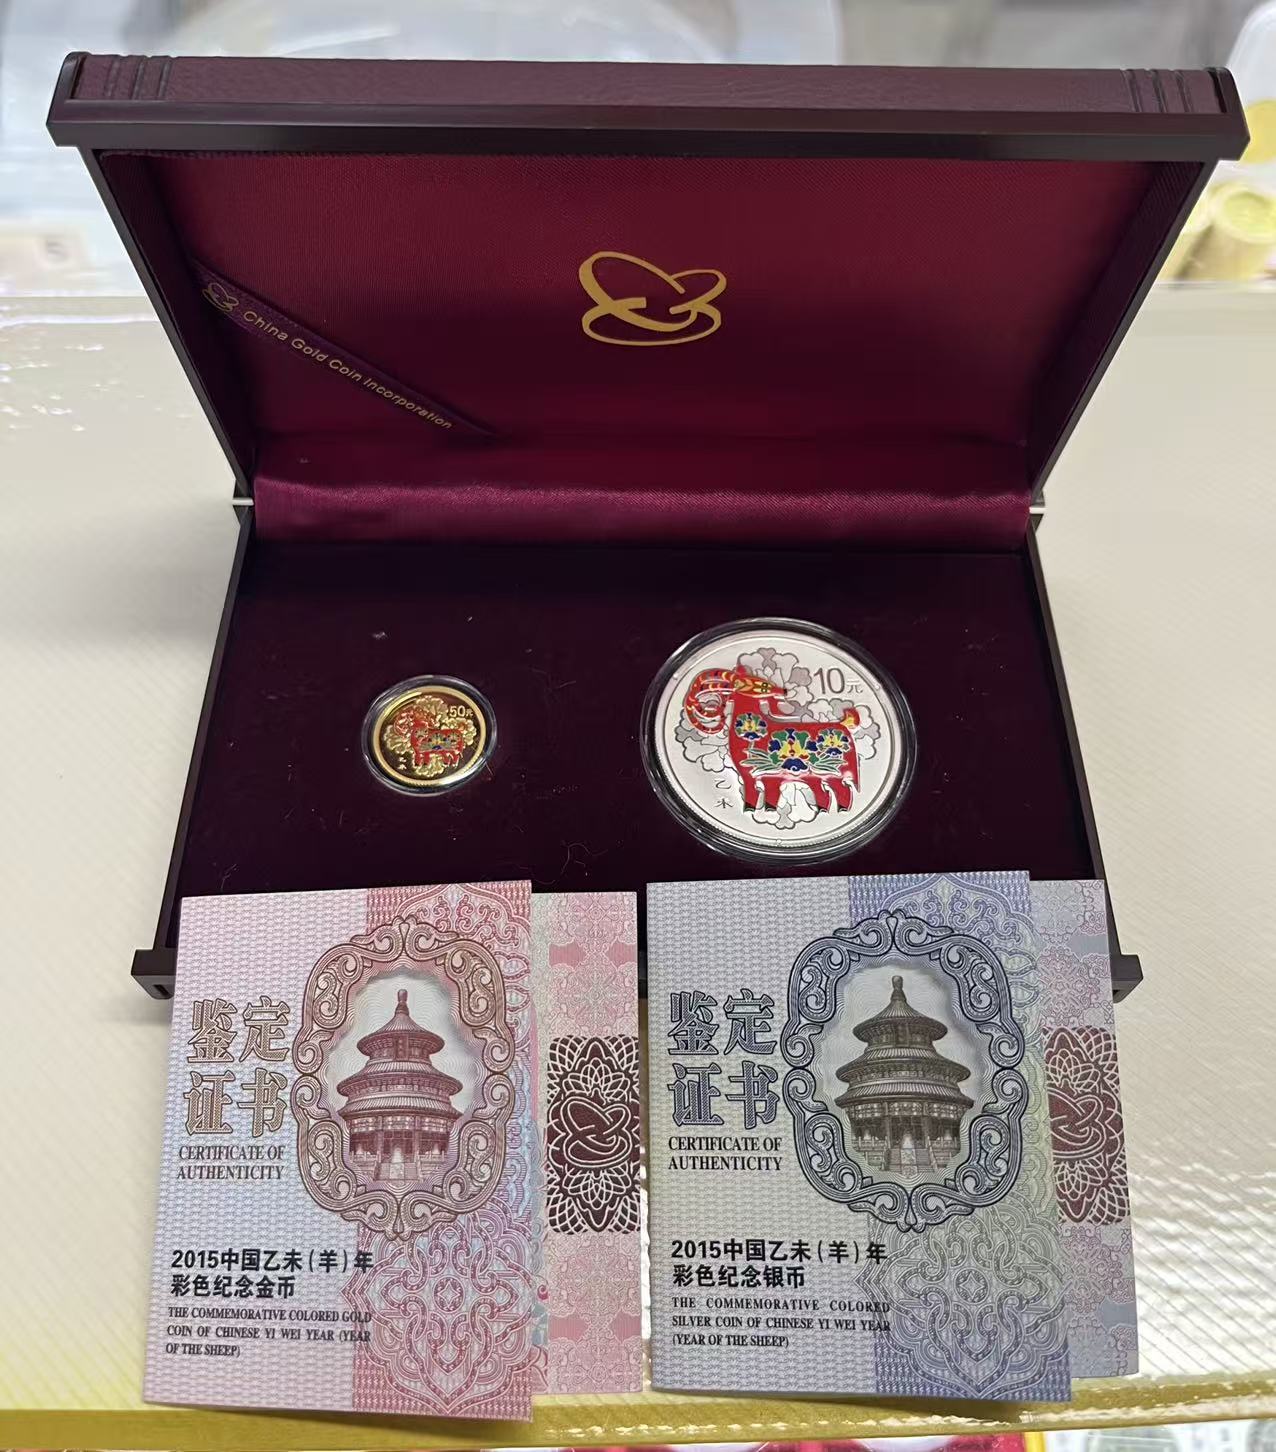 China Gold Coin Incorporation
50元
乙未
10元
乙未
鉴定
证书
CERTIFICATE OF
AUTHENTICITY
2015中国乙未(羊)年
彩色纪念金币
THE COMMEMORATIVE COLORED GOLD
COIN OF CHINESE YI WEI YEAR (YEAR
OF THE SHEEP)
鉴定
证书
CERTIFICATE OF
AUTHENTICITY
2015中国乙未(羊)年
彩色纪念银币
THE COMMEMORATIVE COLORED
SILVER COIN OF CHINESE YI WEI YEAR
(YEAR OF THE SHEEP)